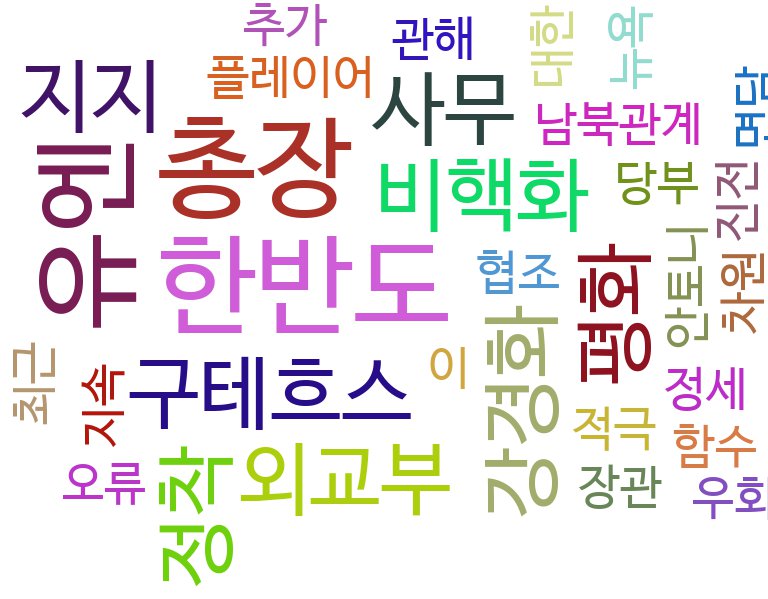 추가
관해
대한
뉴욕
지지
플레이어
사무
남북관계
면담
유엔
총장
비핵화
당부
진전
한반도
협조
평화
안토니
차원
최근
지속
구테흐스
이
강경화
정세
적극
함수
오류
정착
외교부
장관
우회